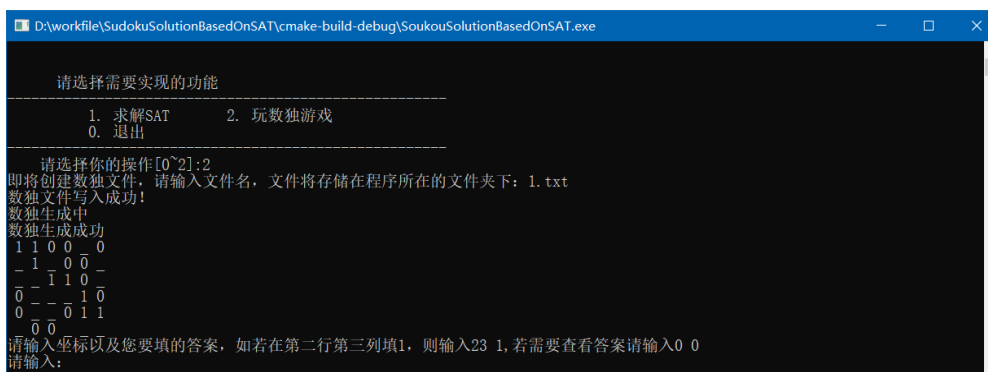 D:\workfile\SudokuSolutionBasedOnSAT\cmake-build-debug\SoukouSolutionBasedOnSAT.exe
请选择需要实现的功能
------------------------------------------------------
1. 求解SAT 2. 玩数独游戏
0. 退出
------------------------------------------------------
请选择你的操作[0~2]:2
即将创建数独文件，请输入文件名，文件将存储在程序所在的文件夹下：1.txt
数独文件写入成功！
数独生成中
数独生成成功
1 1 0 0 _ 0
_ 1 _ 0 0 _
_ _ 1 1 0 _
0 _ _ _ 1 0
0 _ _ 0 1 1
_ 0 0 _ _ _
请输入坐标以及您要填的答案，如若在第二行第三列填1，则输入23 1,若需要查看答案请输入0 0
请输入：